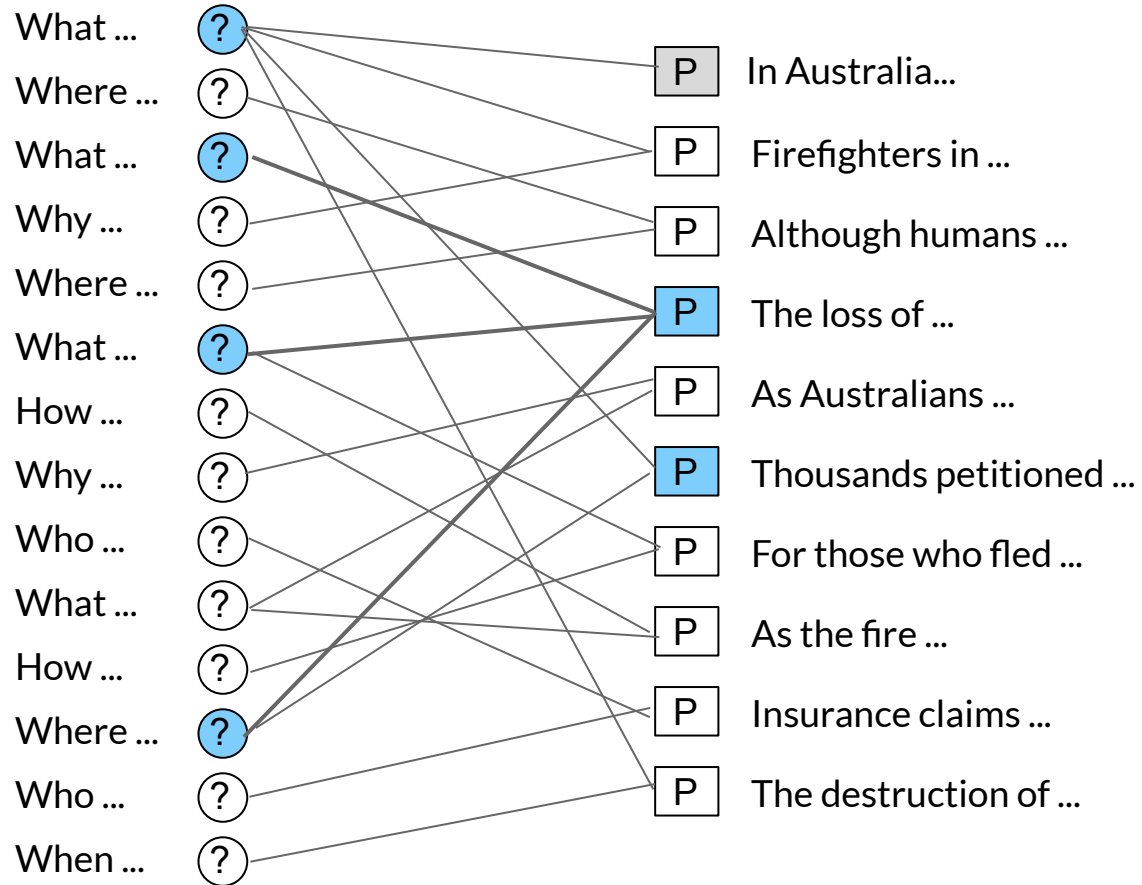 What ... ?
Where ... ?
What ... ?
Why ... ?
Where ... ?
What ... ?
How ... ?
Why ... ?
Who ... ?
What ... ?
How ... ?
Where ... ?
Who ... ?
When ... ?
P In Australia...
P Firefighters in ...
P Although humans ...
P The loss of ...
P As Australians ...
P Thousands petitioned ...
P For those who fled ...
P As the fire ...
P Insurance claims ...
P The destruction of ...